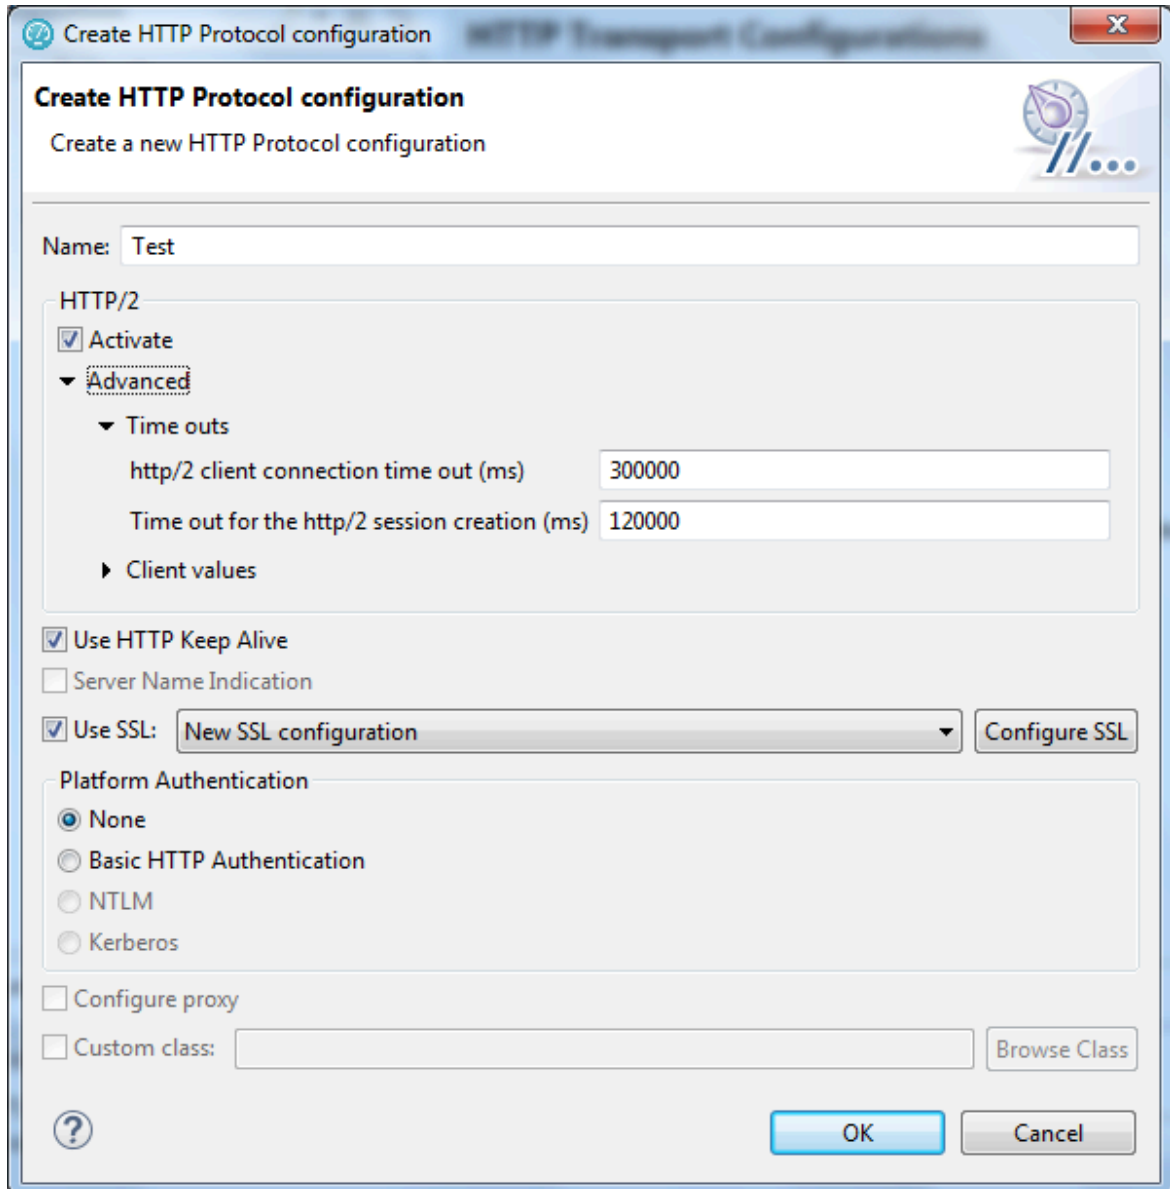 Create HTTP Protocol configuration HTTP Transport Configurations
Create HTTP Protocol configuration
Create a new HTTP Protocol configuration
Name: Test
HTTP/2
Activate
Advanced
Time outs
http/2 client connection time out (ms) 300000
Time out for the http/2 session creation (ms) 120000
Client values
Use HTTP Keep Alive
Server Name Indication
Use SSL: New SSL configuration Configure SSL
Platform Authentication
None
Basic HTTP Authentication
NTLM
Kerberos
Configure proxy
Custom class: Browse Class
OK Cancel